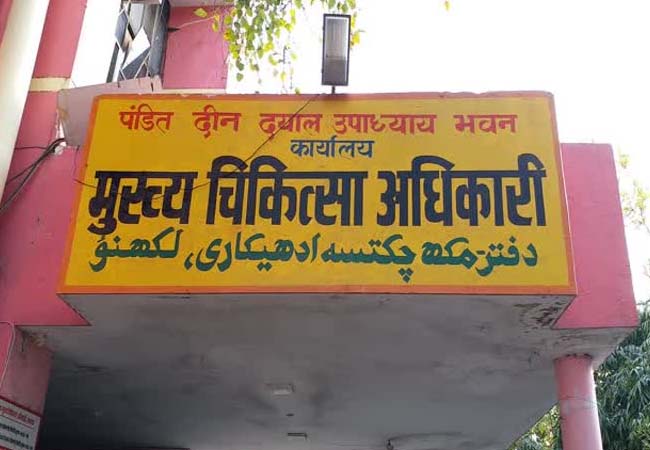 पंडित दीन दयाल उपाध्याय भवन
कार्यालय
मुख्य चिकित्सा अधिकारी
دفتر مکھ چکتسہ ادھیکاری، لکھنؤ